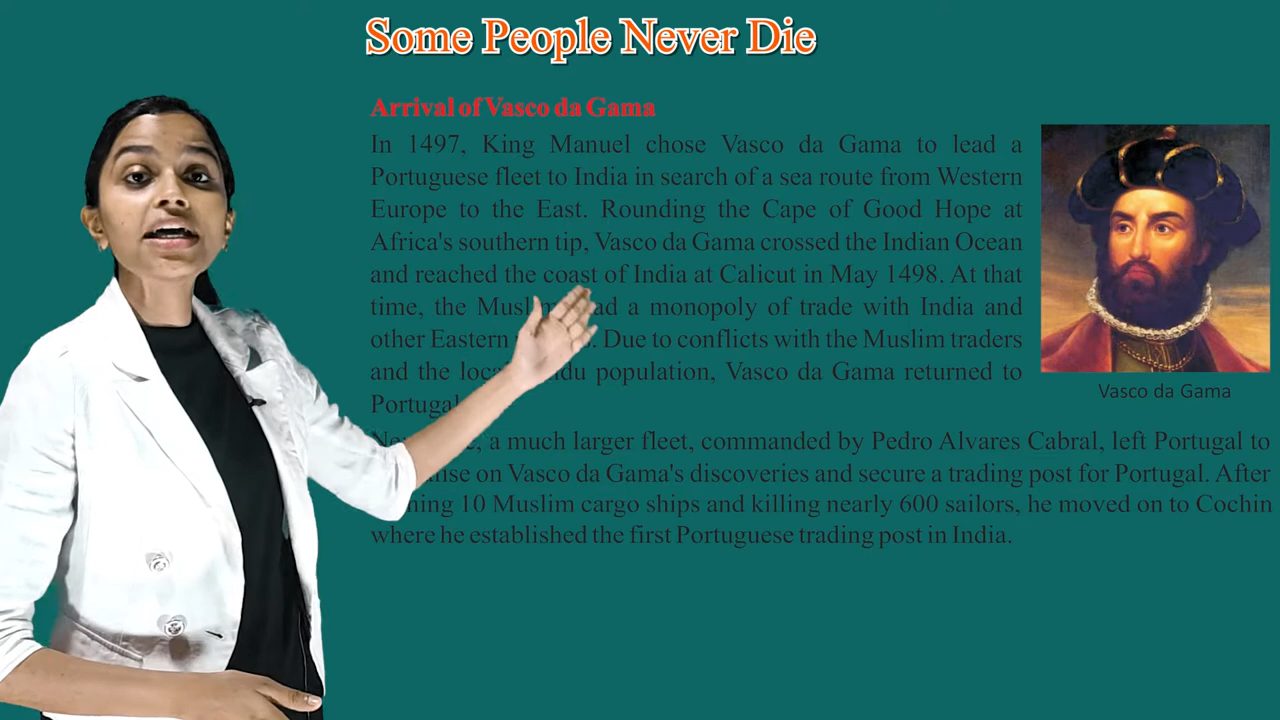 Some People Never Die
Arrival of Vasco da Gama
In 1497, King Manuel chose Vasco da Gama to lead a
Portuguese fleet to India in search of a sea route from Western
Europe to the East. Rounding the Cape of Good Hope at
Africa's southern tip, Vasco da Gama crossed the Indian Ocean
and reached the coast of India at Calicut in May 1498. At that
time, the a monopoly of trade with India and
other Eastern Due to conflicts with the Muslim traders
and the population, Vasco da Gama returned to
Portugal
Vasco da Gama
a much larger fleet, commanded by Pedro Alvares Cabral, left Portugal to
on Vasco da Gama's discoveries and secure a trading post for Portugal. After
10 Muslim cargo ships and killing nearly 600 sailors, he moved on to Cochin
where he established the first Portuguese trading post in India.